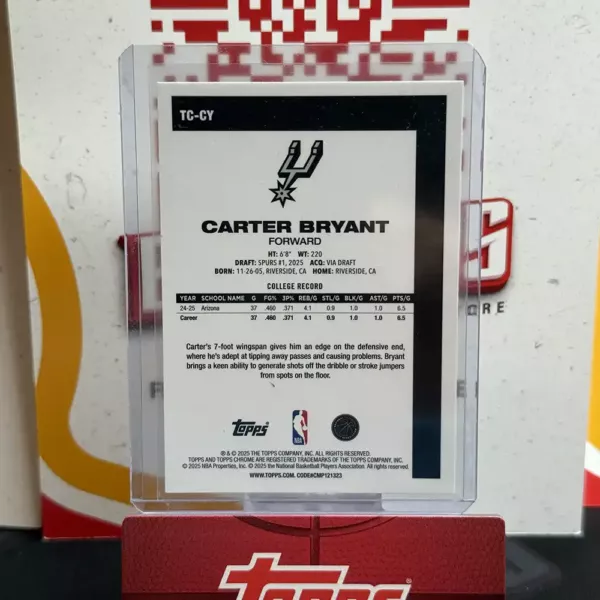 TC-CY
CARTER BRYANT
FORWARD
HT: 6'8" WT: 220
DRAFT: SPURS #1, 2025 ACQ: VIA DRAFT
BORN: 11-26-05, RIVERSIDE, CA HOME: RIVERSIDE, CA
COLLEGE RECORD
YEAR SCHOOL NAME G FG% 3P% REB/G STL/G BLK/G AST/G PTS/G
24-25 Arizona 37 .460 .371 4.1 0.9 1.0 1.0 6.5
Career 37 .460 .371 4.1 0.9 1.0 1.0 6.5
Carter's 7-foot wingspan gives him an edge on the defensive end,
where he's adept at tipping away passes and causing problems. Bryant
brings a keen ability to generate shots off the dribble or stroke jumpers
from spots on the floor.
Topps
NBA
® & © 2025 THE TOPPS COMPANY, INC. ALL RIGHTS RESERVED.
TOPPS AND TOPPS CHROME ARE REGISTERED TRADEMARKS OF THE TOPPS COMPANY, INC.
© 2025 NBA Properties, Inc. © 2025 the National Basketball Players Association. All rights reserved.
WWW.TOPPS.COM. CODE#CMP121323
S
ORE
Topps